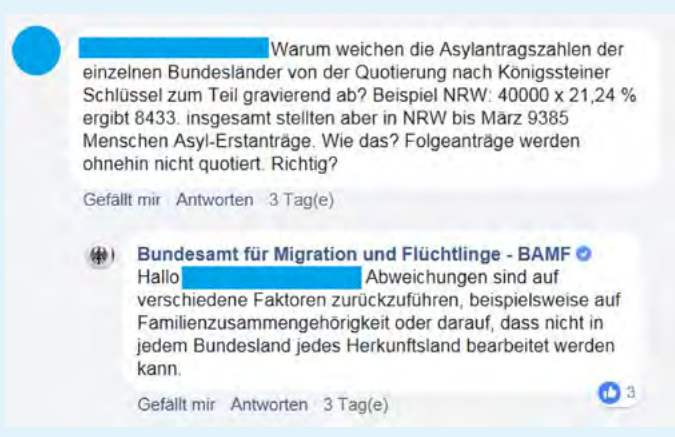 Warum weichen die Asylantragszahlen der
einzelnen Bundesländer von der Quotierung nach Königssteiner
Schlüssel zum Teil gravierend ab? Beispiel NRW: 40000 x 21,24 %
ergibt 8433. insgesamt stellten aber in NRW bis März 9385
Menschen Asyl-Erstanträge. Wie das? Folgeanträge werden
ohnehin nicht quotiert. Richtig?
Gefällt mir Antworten 3 Tag(e)
Bundesamt für Migration und Flüchtlinge - BAMF
Hallo Abweichungen sind auf
verschiedene Faktoren zurückzuführen, beispielsweise auf
Familienzusammengehörigkeit oder darauf, dass nicht in
jedem Bundesland jedes Herkunftsland bearbeitet werden
kann.
3
Gefällt mir Antworten 3 Tag(e)